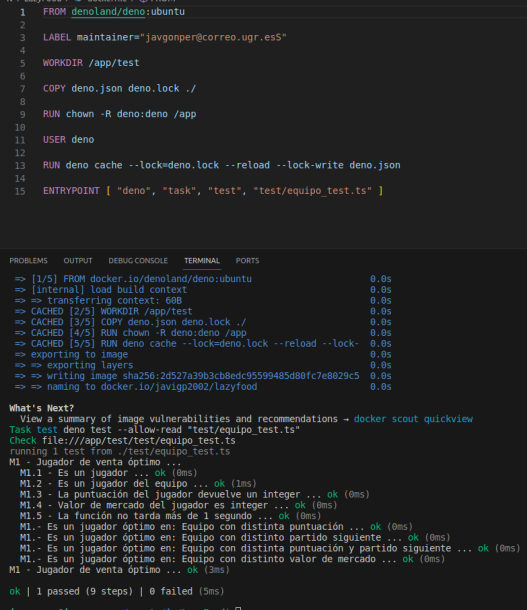 1 FROM denoland/deno:ubuntu
2
3 LABEL maintainer="javgonper@correo.ugr.esS"
4
5 WORKDIR /app/test
6
7 COPY deno.json deno.lock ./
8
9 RUN chown -R deno:deno /app
10
11 USER deno
12
13 RUN deno cache --lock=deno.lock --reload --lock-write deno.json
14
15 ENTRYPOINT [ "deno", "task", "test", "test/equipo_test.ts" ]
PROBLEMS OUTPUT DEBUG CONSOLE TERMINAL PORTS
=> [1/5] FROM docker.io/denoland/deno:ubuntu 0.0s
=> [internal] load build context 0.0s
=> => transferring context: 60B 0.0s
=> CACHED [2/5] WORKDIR /app/test 0.0s
=> CACHED [3/5] COPY deno.json deno.lock ./ 0.0s
=> CACHED [4/5] RUN chown -R deno:deno /app 0.0s
=> CACHED [5/5] RUN deno cache --lock=deno.lock --reload --lock- 0.0s
=> exporting to image 0.0s
=> => exporting layers 0.0s
=> => writing image sha256:2d527a39b3cb8edc95599485d80fc7e8029c5 0.0s
=> => naming to docker.io/javigp2002/lazyfood 0.0s
What's Next?
View a summary of image vulnerabilities and recommendations → docker scout quickview
Task test deno test --allow-read "test/equipo_test.ts"
Check file:///app/test/test/equipo_test.ts
running 1 test from ./test/equipo_test.ts
M1 - Jugador de venta óptimo ...
M1.1 - Es un jugador ... ok (0ms)
M1.2 - Es un jugador del equipo ... ok (1ms)
M1.3 - La puntuación del jugador devuelve un integer ... ok (0ms)
M1.4 - Valor de mercado del jugador es integer ... ok (0ms)
M1.5 - La función no tarda más de 1 segundo ... ok (0ms)
M1.- Es un jugador óptimo en: Equipo con distinta puntuación ... ok (0ms)
M1.- Es un jugador óptimo en: Equipo con distinto partido siguiente ... ok (0ms)
M1.- Es un jugador óptimo en: Equipo con distinta puntuación y partido siguiente ... ok (0ms)
M1.- Es un jugador óptimo en: Equipo con distinto valor de mercado ... ok (0ms)
M1 - Jugador de venta óptimo ... ok (3ms)
ok | 1 passed (9 steps) | 0 failed (5ms)